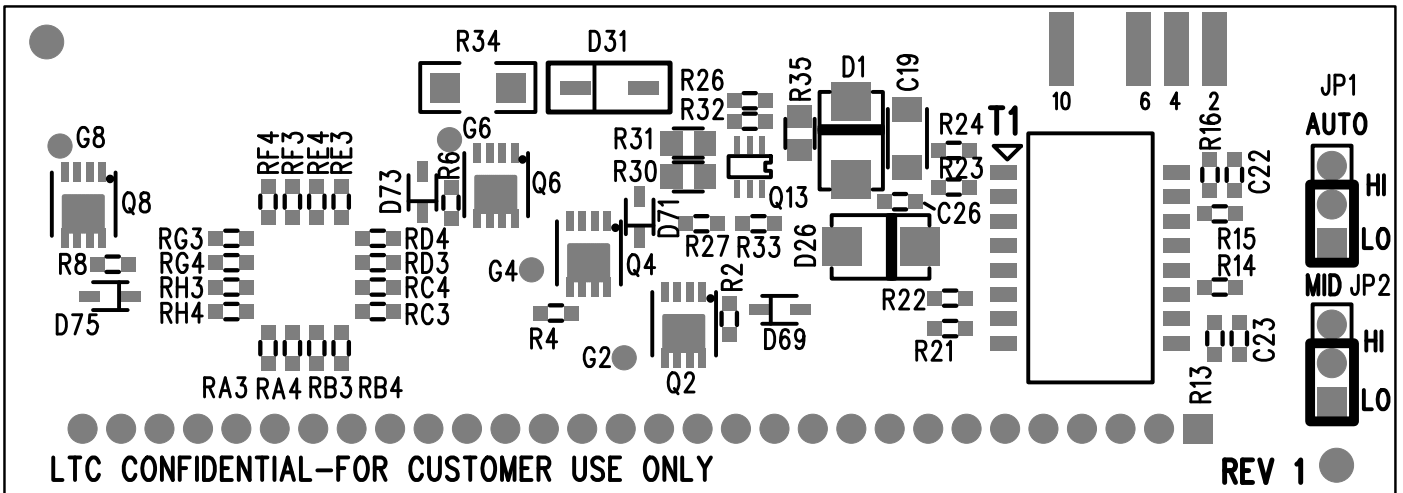 R34
D31
R26
R32
R35
D1
C19
10
6
4
2
JP1
AUTO
G8
G6
RF4
RF3
RE4
RE3
R6
R31
R30
R24
R23
T1
R16
C22
HI
Q8
D73
Q6
Q13
C26
D71
RG3
RG4
RH3
RH4
RD4
RD3
RC4
RC3
R27
R33
D26
R15
R14
LO
R8
G4
Q4
R2
R22
MID
JP2
D75
R4
D69
R21
C23
HI
G2
Q2
RA3
RA4
RB3
RB4
R13
LO
LTC CONFIDENTIAL-FOR CUSTOMER USE ONLY
REV 1